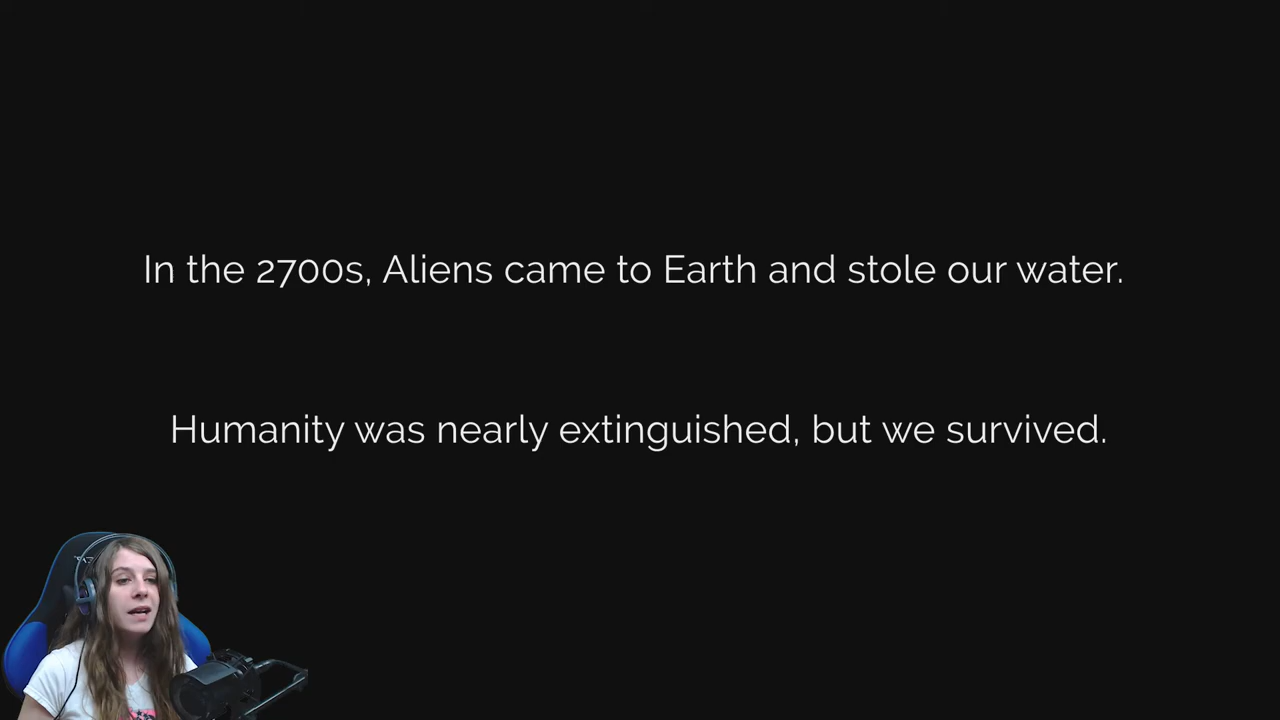 In the 2700s, Aliens came to Earth and stole our water.
Humanity was nearly extinguished, but we survived.